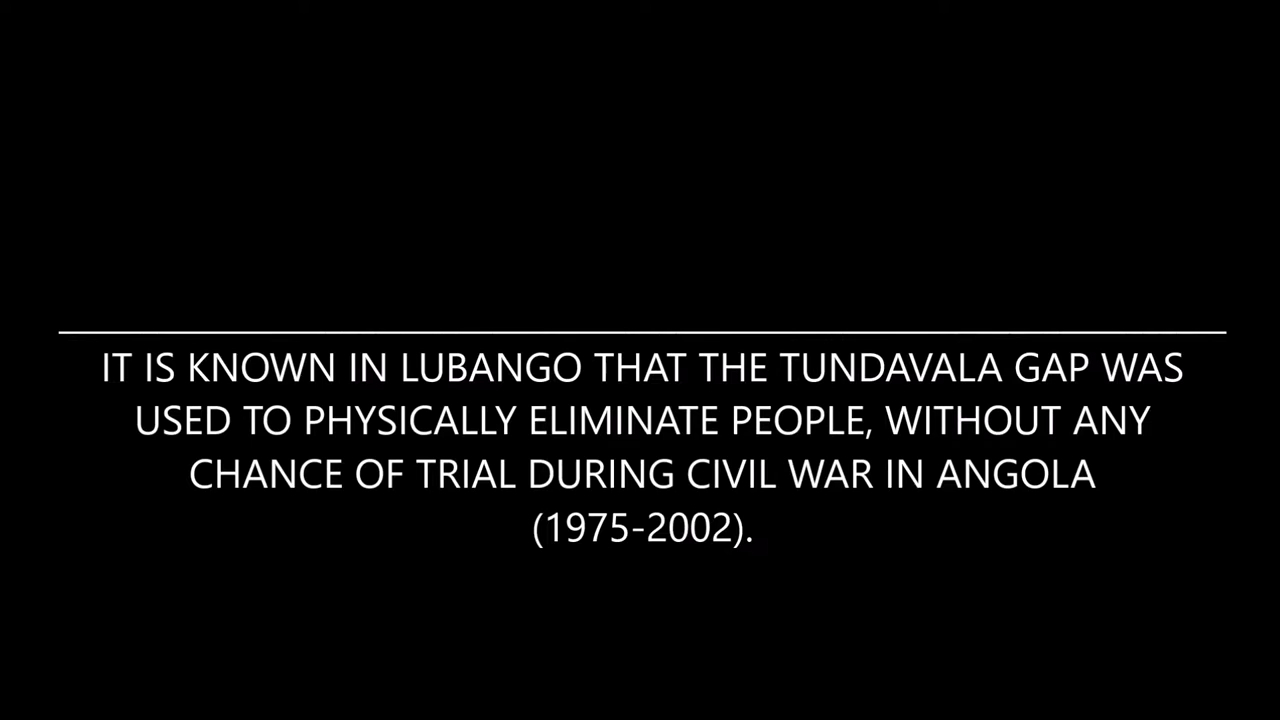 IT IS KNOWN IN LUBANGO THAT THE TUNDAVALA GAP WAS
USED TO PHYSICALLY ELIMINATE PEOPLE, WITHOUT ANY
CHANCE OF TRIAL DURING CIVIL WAR IN ANGOLA
(1975-2002).